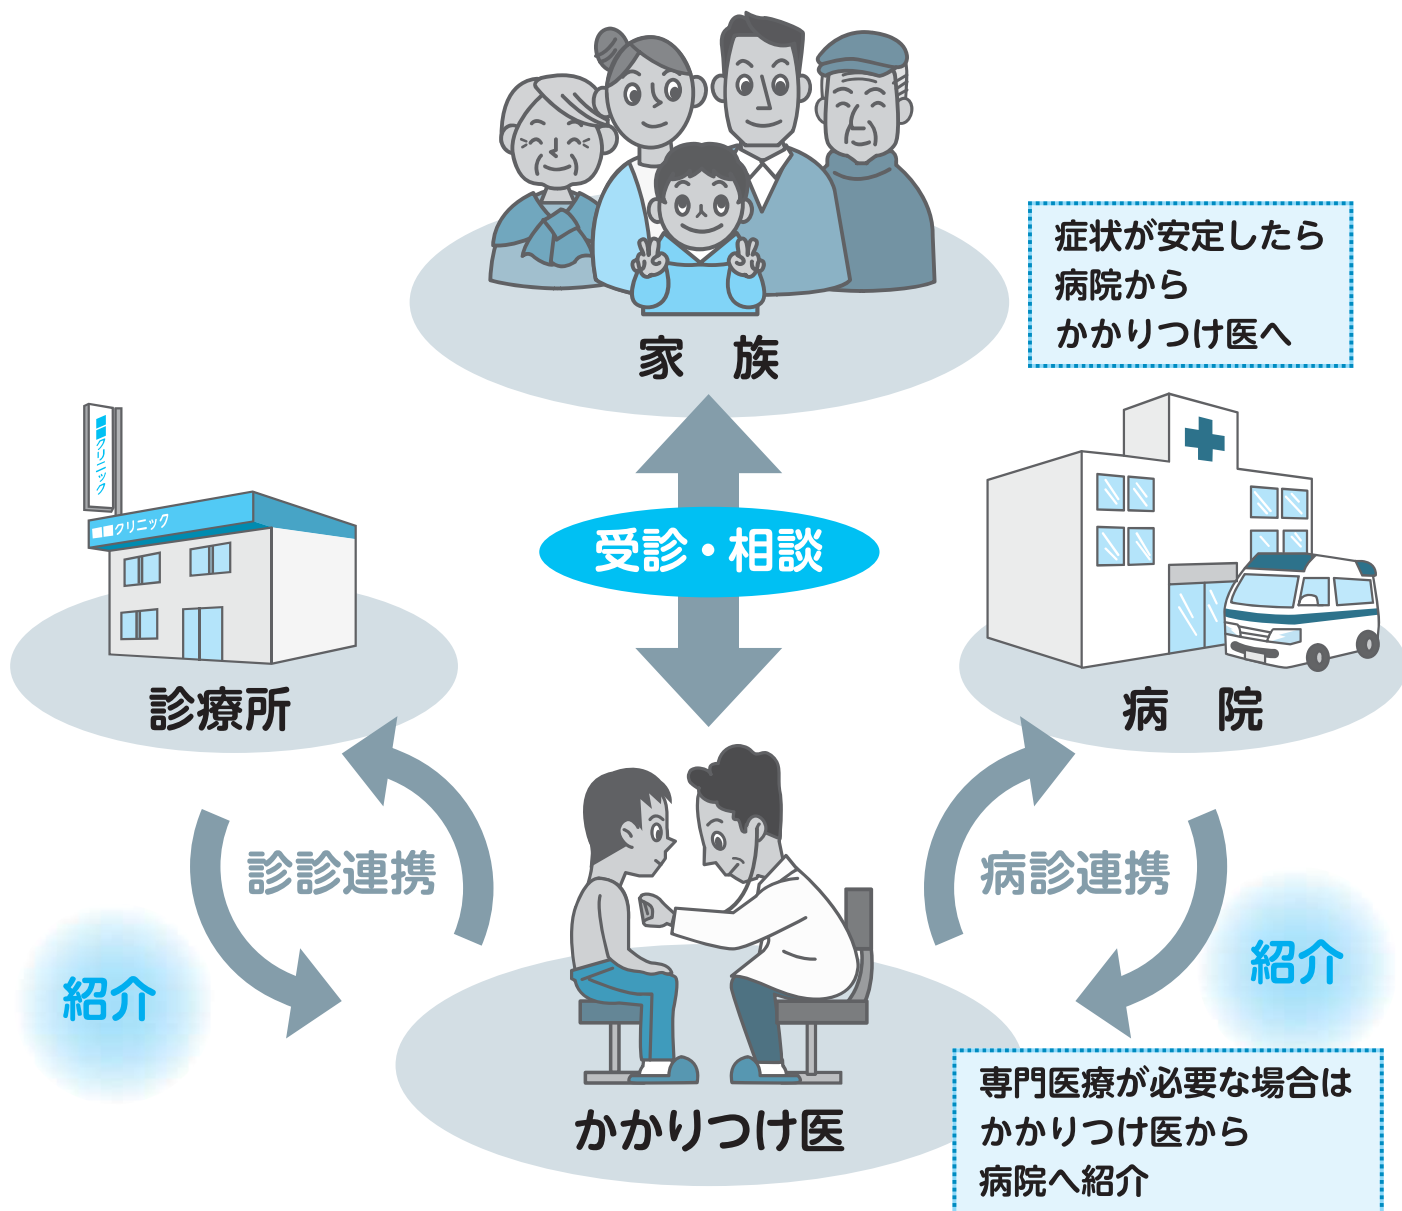 症状が安定したら
病院から
かかりつけ医へ
家　族
クリニック
クリニック
受診・相談
診療所
病　院
診診連携
病診連携
紹介
紹介
かかりつけ医
専門医療が必要な場合は
かかりつけ医から
病院へ紹介